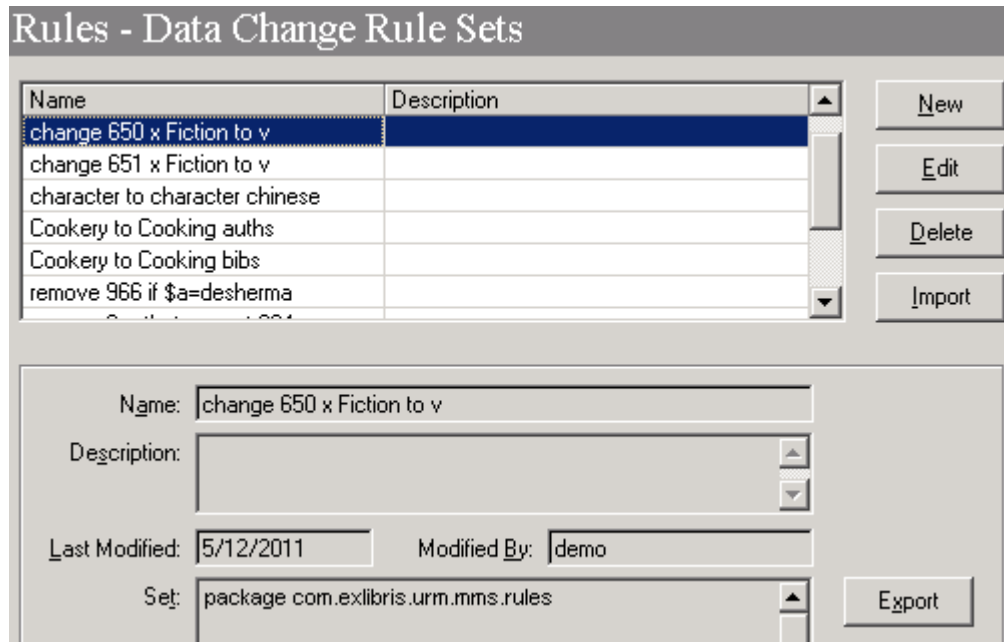 Rules - Data Change Rule Sets
Name Description
change 650 x Fiction to v
change 651 x Fiction to v
character to character chinese
Cookery to Cooking auths
Cookery to Cooking bibs
remove 966 if $a=desherma
New
Edit
Delete
Import
Name: change 650 x Fiction to v
Description:
Last Modified: 5/12/2011 Modified By: demo
Set: package com.exlibris.urm.mms.rules
Export